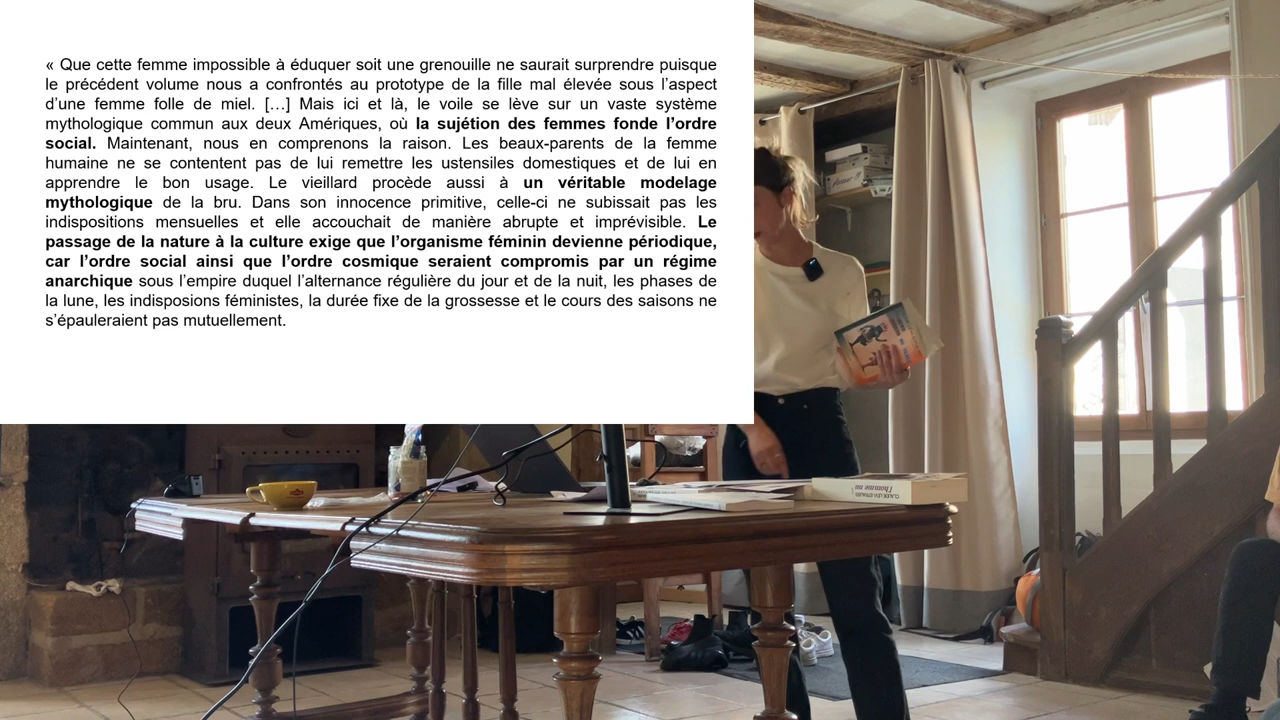 « Que cette femme impossible à éduquer soit une grenouille ne saurait surprendre puisque
le précédent volume nous a confrontés au prototype de la fille mal élevée sous l’aspect
d’une femme folle de miel. […] Mais ici et là, le voile se lève sur un vaste système
mythologique commun aux deux Amériques, où la sujétion des femmes fonde l’ordre
social. Maintenant, nous en comprenons la raison. Les beaux-parents de la femme
humaine ne se contentent pas de lui remettre les ustensiles domestiques et de lui en
apprendre le bon usage. Le vieillard procède aussi à un véritable modelage
mythologique de la bru. Dans son innocence primitive, celle-ci ne subissait pas les
indispositions mensuelles et elle accouchait de manière abrupte et imprévisible. Le
passage de la nature à la culture exige que l’organisme féminin devienne périodique,
car l’ordre social ainsi que l’ordre cosmique seraient compromis par un régime
anarchique sous l’empire duquel l’alternance régulière du jour et de la nuit, les phases de
la lune, les indisposions féministes, la durée fixe de la grossesse et le cours des saisons ne
s’épauleraient pas mutuellement.
CLAUDE LÉVI-STRAUSS
l'homme nu